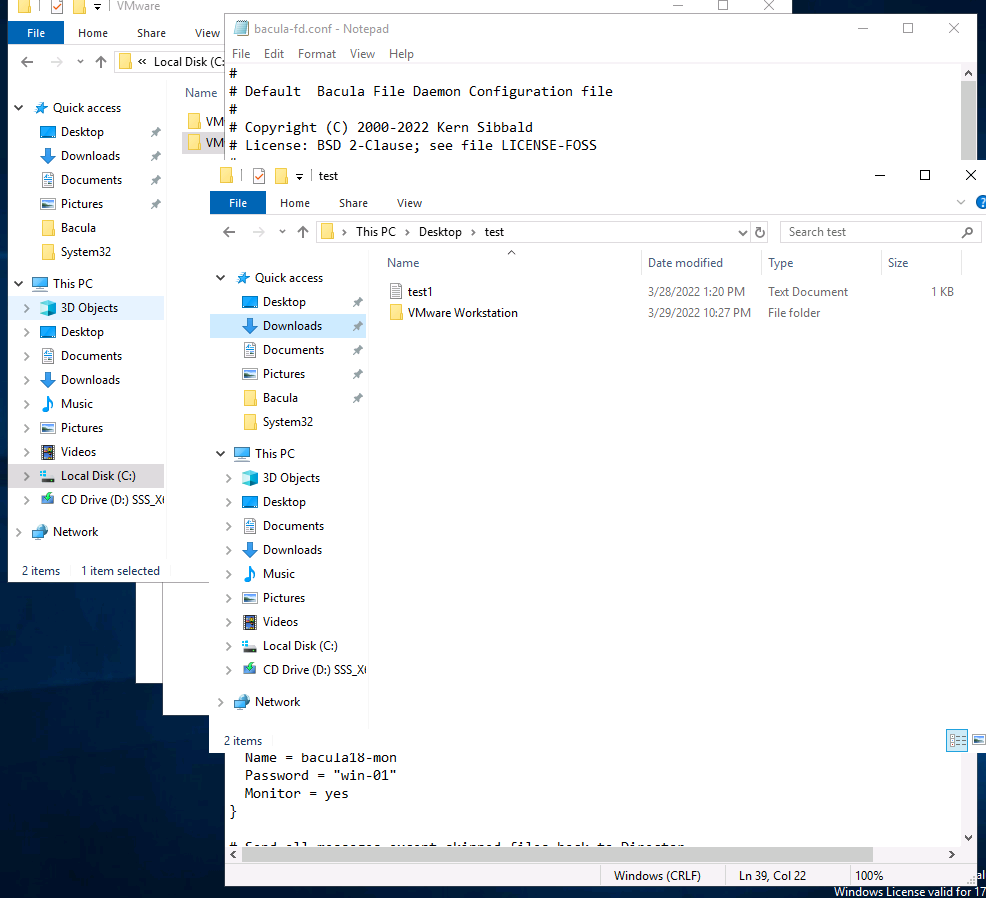 VMware
File Home Share View
« Local Disk (C:
Quick access
Desktop
Downloads
Documents
Pictures
Bacula
System32
This PC
3D Objects
Desktop
Documents
Downloads
Music
Pictures
Videos
Local Disk (C:)
CD Drive (D:) SSS_X6
Network
2 items 1 item selected
Name
VM
VM
bacula-fd.conf - Notepad
File Edit Format View Help
#
# Default  Bacula File Daemon Configuration file
#
# Copyright (C) 2000-2022 Kern Sibbald
# License: BSD 2-Clause; see file LICENSE-FOSS
test
File Home Share View
This PC > Desktop > test
Search test
Quick access
Desktop
Downloads
Documents
Pictures
Bacula
System32
This PC
3D Objects
Desktop
Documents
Downloads
Music
Pictures
Videos
Local Disk (C:)
CD Drive (D:) SSS_X6
Network
Name Date modified Type Size
test1 3/28/2022 1:20 PM Text Document 1 KB
VMware Workstation 3/29/2022 10:27 PM File folder
2 items
Name = bacula18-mon
Password = "win-01"
Monitor = yes
}
# Send all messages except skipped files back to Director
Windows (CRLF) Ln 39, Col 22 100%
Windows License valid for 17